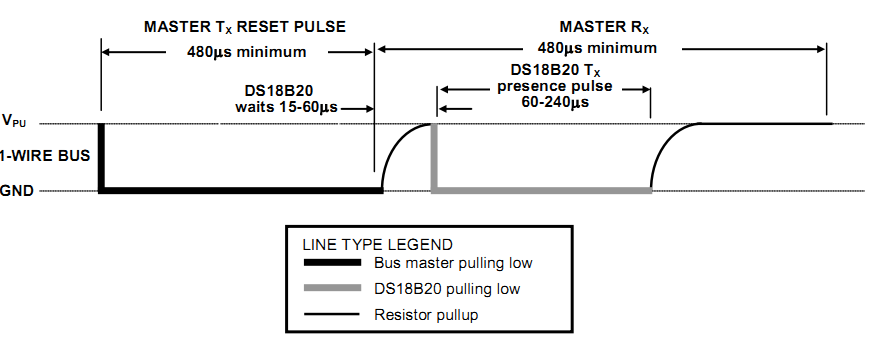 MASTER TX RESET PULSE
MASTER RX
480µs minimum
480µs minimum
DS18B20 TX
presence pulse
60-240µs
DS18B20
waits 15-60µs
VPU
1-WIRE BUS
GND
LINE TYPE LEGEND
Bus master pulling low
DS18B20 pulling low
Resistor pullup